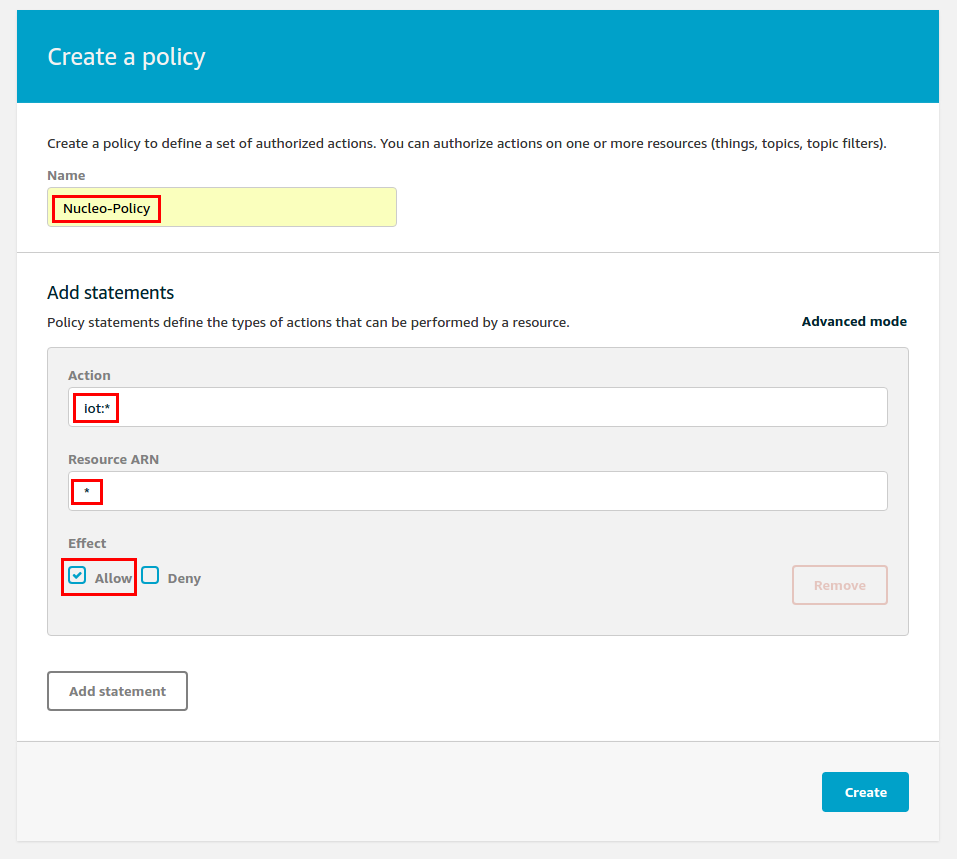 Create a policy
Create a policy to define a set of authorized actions. You can authorize actions on one or more resources (things, topics, topic filters).
Name
Nucleo-Policy
Add statements
Policy statements define the types of actions that can be performed by a resource.
Advanced mode
Action
iot:*
Resource ARN
*
Effect
Allow Deny
Remove
Add statement
Create